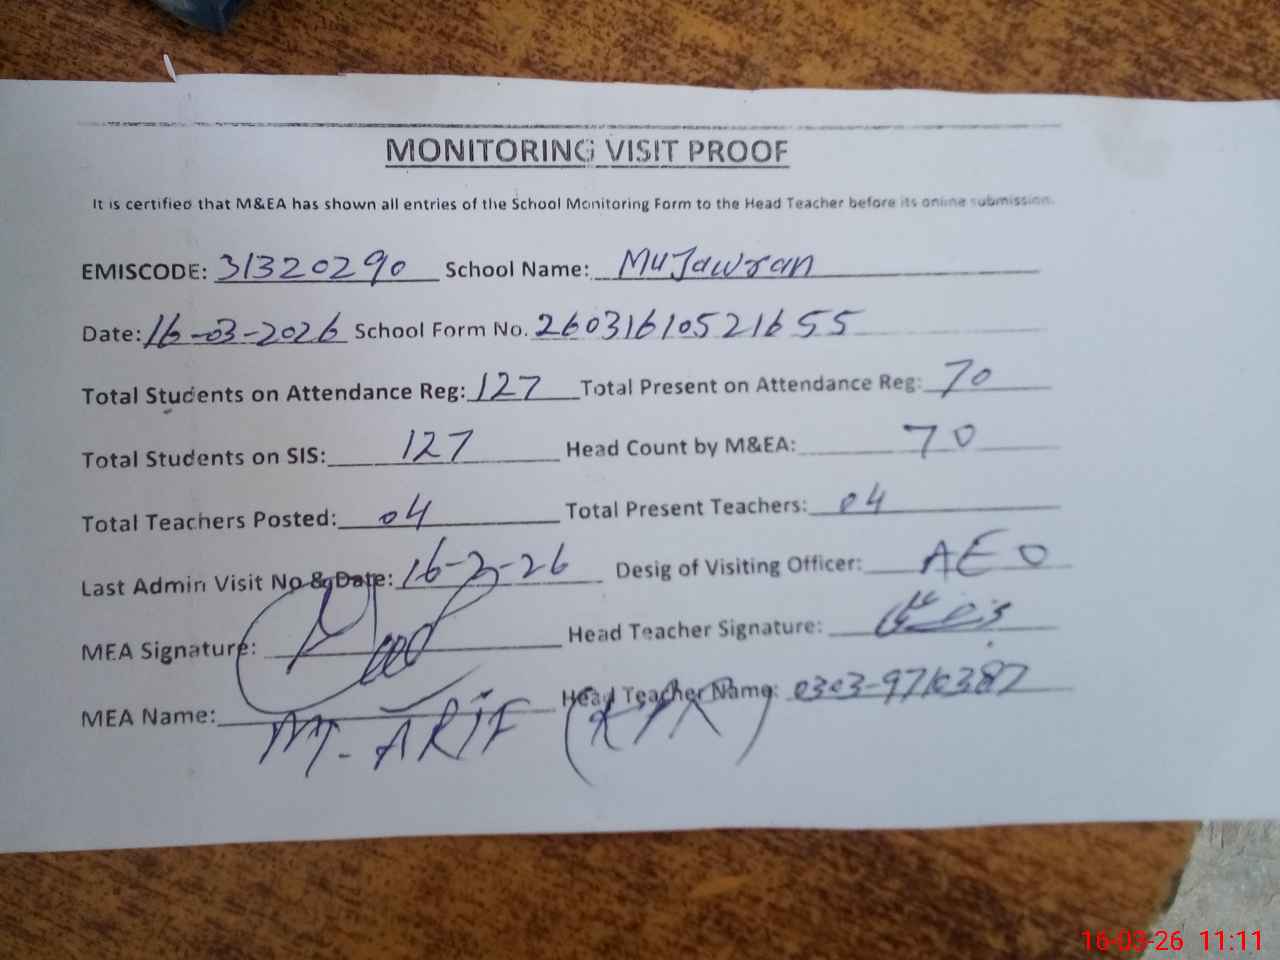 MONITORING VISIT PROOF
It is certified that M&EA has shown all entries of the School Monitoring Form to the Head Teacher before its online submission.
EMISCODE: 31320290 School Name: Mujawran
Date: 16-03-2026 School Form No. 26031610521655
Total Students on Attendance Reg: 127 Total Present on Attendance Reg: 70
Total Students on SIS: 127 Head Count by M&EA: 70
Total Teachers Posted: 04 Total Present Teachers: 04
Last Admin Visit No & Date: 16-2-26 Desig of Visiting Officer: AEO
MEA Signature: Head Teacher Signature:
MEA Name: M. ARIF Head Teacher Name: 0303-9710387
16-03-26 11:11